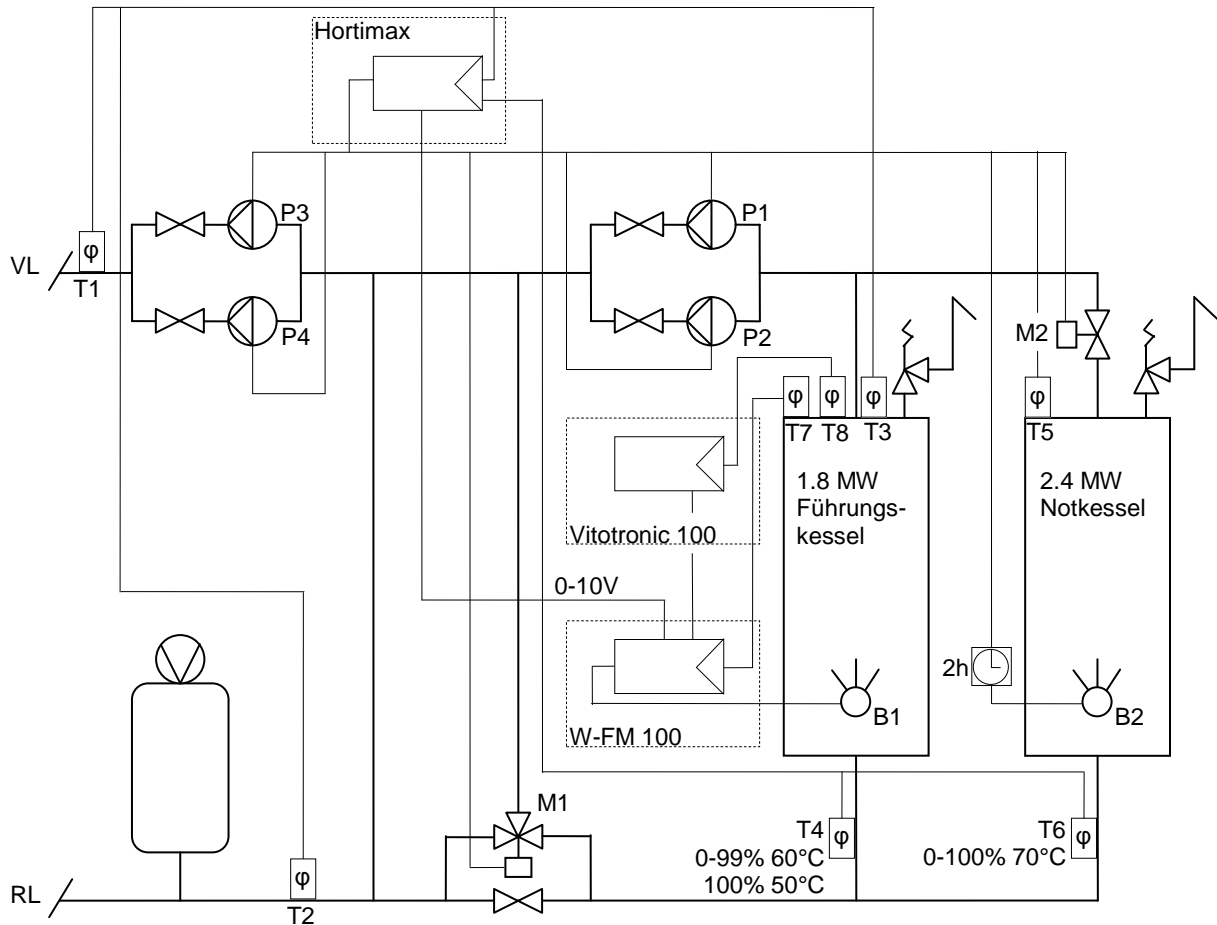 Hortimax
P3
P1
VL
φ
T1
P4
P2
M2
φ
φ
φ
φ
T7
T8
T3
T5
1.8 MW
Führungs-
kessel
2.4 MW
Notkessel
Vitotronic 100
0-10V
2h
B1
B2
W-FM 100
M1
T4
φ
0-99% 60°C
100% 50°C
T6
φ
0-100% 70°C
RL
φ
T2